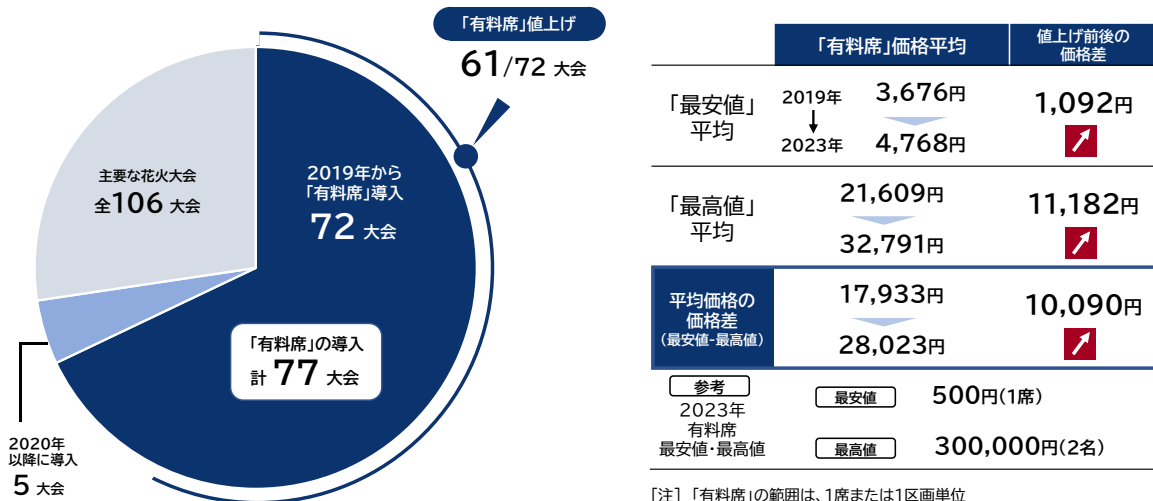 「有料席」値上げ
61/72 大会
主要な花火大会
全106 大会
2019年から
「有料席」導入
72 大会
「有料席」の導入
計 77 大会
2020年
以降に導入
5 大会
「有料席」価格平均
値上げ前後の
価格差
「最安値」
平均
2019年
3,676円
↓
2023年
4,768円
1,092円
「最高値」
平均
21,609円
32,791円
11,182円
平均価格の
価格差
(最安値-最高値)
17,933円
28,023円
10,090円
参考
2023年
有料席
最安値・最高値
最安値 500円(1席)
最高値 300,000円(2名)
[注] 「有料席」の範囲は、1席または1区画単位